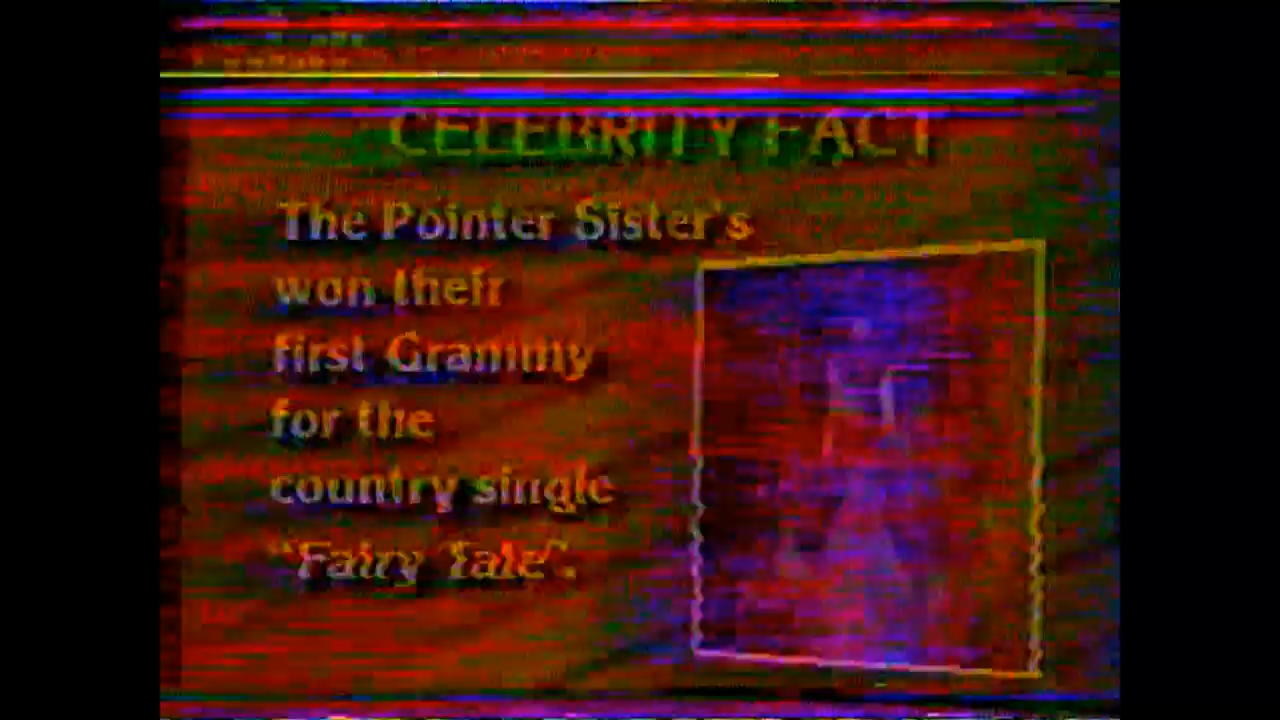 CELEBRITY FACT
The Pointer Sister's
won their
first Grammy
for the
country single
"Fairy Tale".